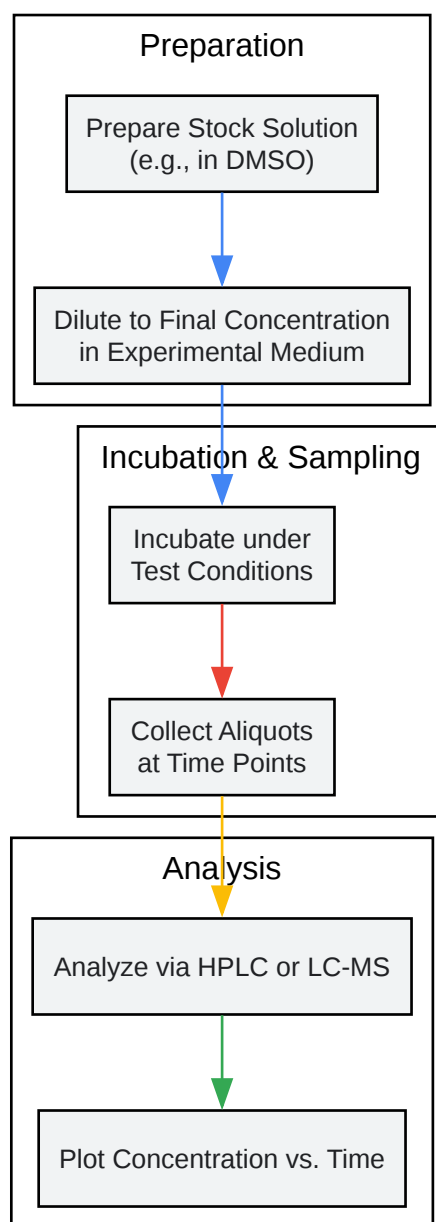 Preparation
Prepare Stock Solution
(e.g., in DMSO)
Dilute to Final Concentration
in Experimental Medium
Incubation & Sampling
Incubate under
Test Conditions
Collect Aliquots
at Time Points
Analysis
Analyze via HPLC or LC-MS
Plot Concentration vs. Time